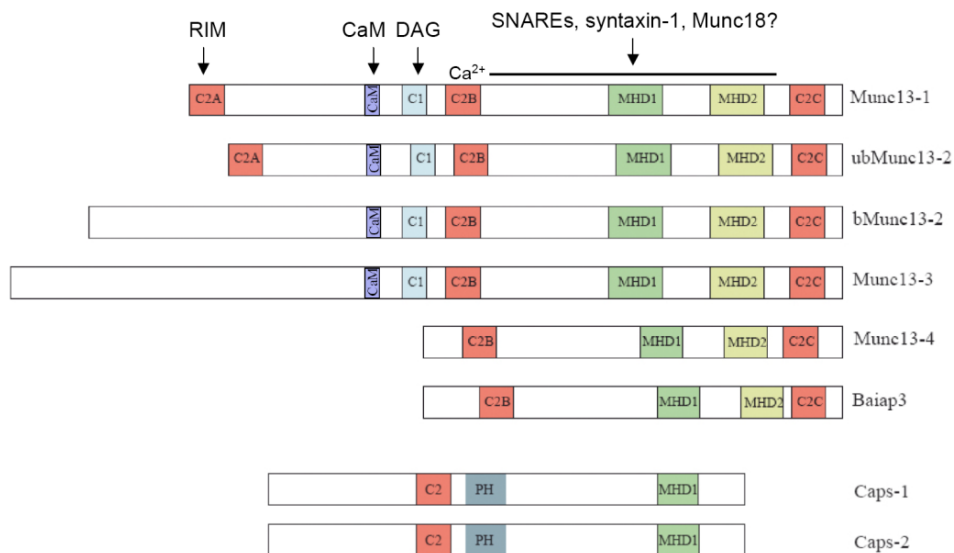 SNAREs, syntaxin-1, Munc18?
RIM CaM DAG
Ca²⁺
C2A CaM C1 C2B MHD1 MHD2 C2C Munc13-1
C2A CaM C1 C2B MHD1 MHD2 C2C ubMunc13-2
CaM C1 C2B MHD1 MHD2 C2C bMunc13-2
CaM C1 C2B MHD1 MHD2 C2C Munc13-3
C2B MHD1 MHD2 C2C Munc13-4
C2B MHD1 MHD2 C2C Baiap3
C2 PH MHD1 Caps-1
C2 PH MHD1 Caps-2